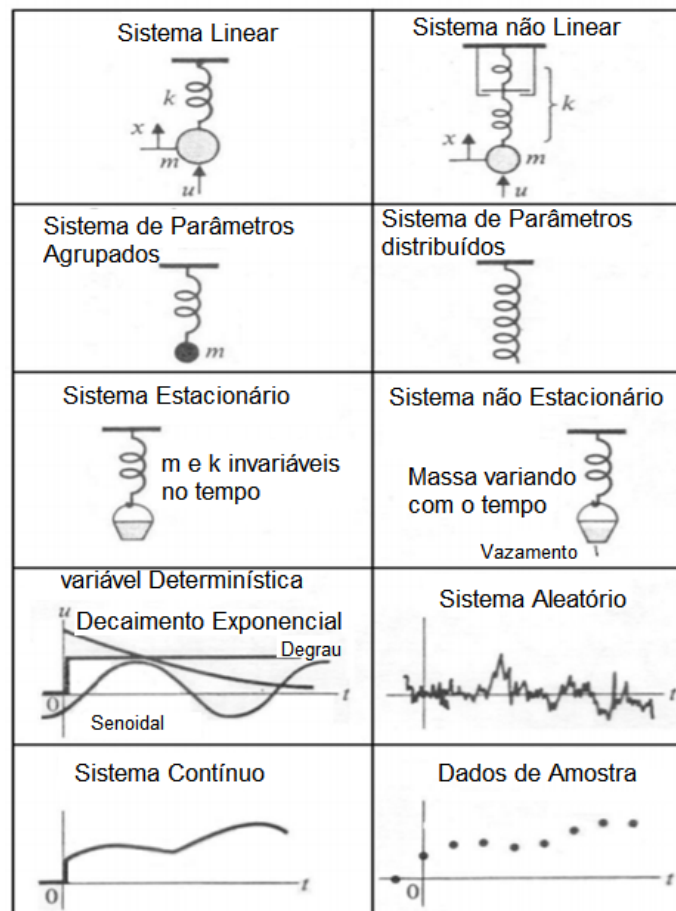 Sistema Linear
k
x
m
u
Sistema não Linear
k
x
m
u
Sistema de Parâmetros
Agrupados
m
Sistema de Parâmetros
distribuídos
Sistema Estacionário
m e k invariáveis
no tempo
Sistema não Estacionário
Massa variando
com o tempo
Vazamento
variável Determinística
u
Decaimento Exponencial
Degrau
0
t
Senoidal
Sistema Aleatório
0
t
Sistema Contínuo
0
t
Dados de Amostra
0
t